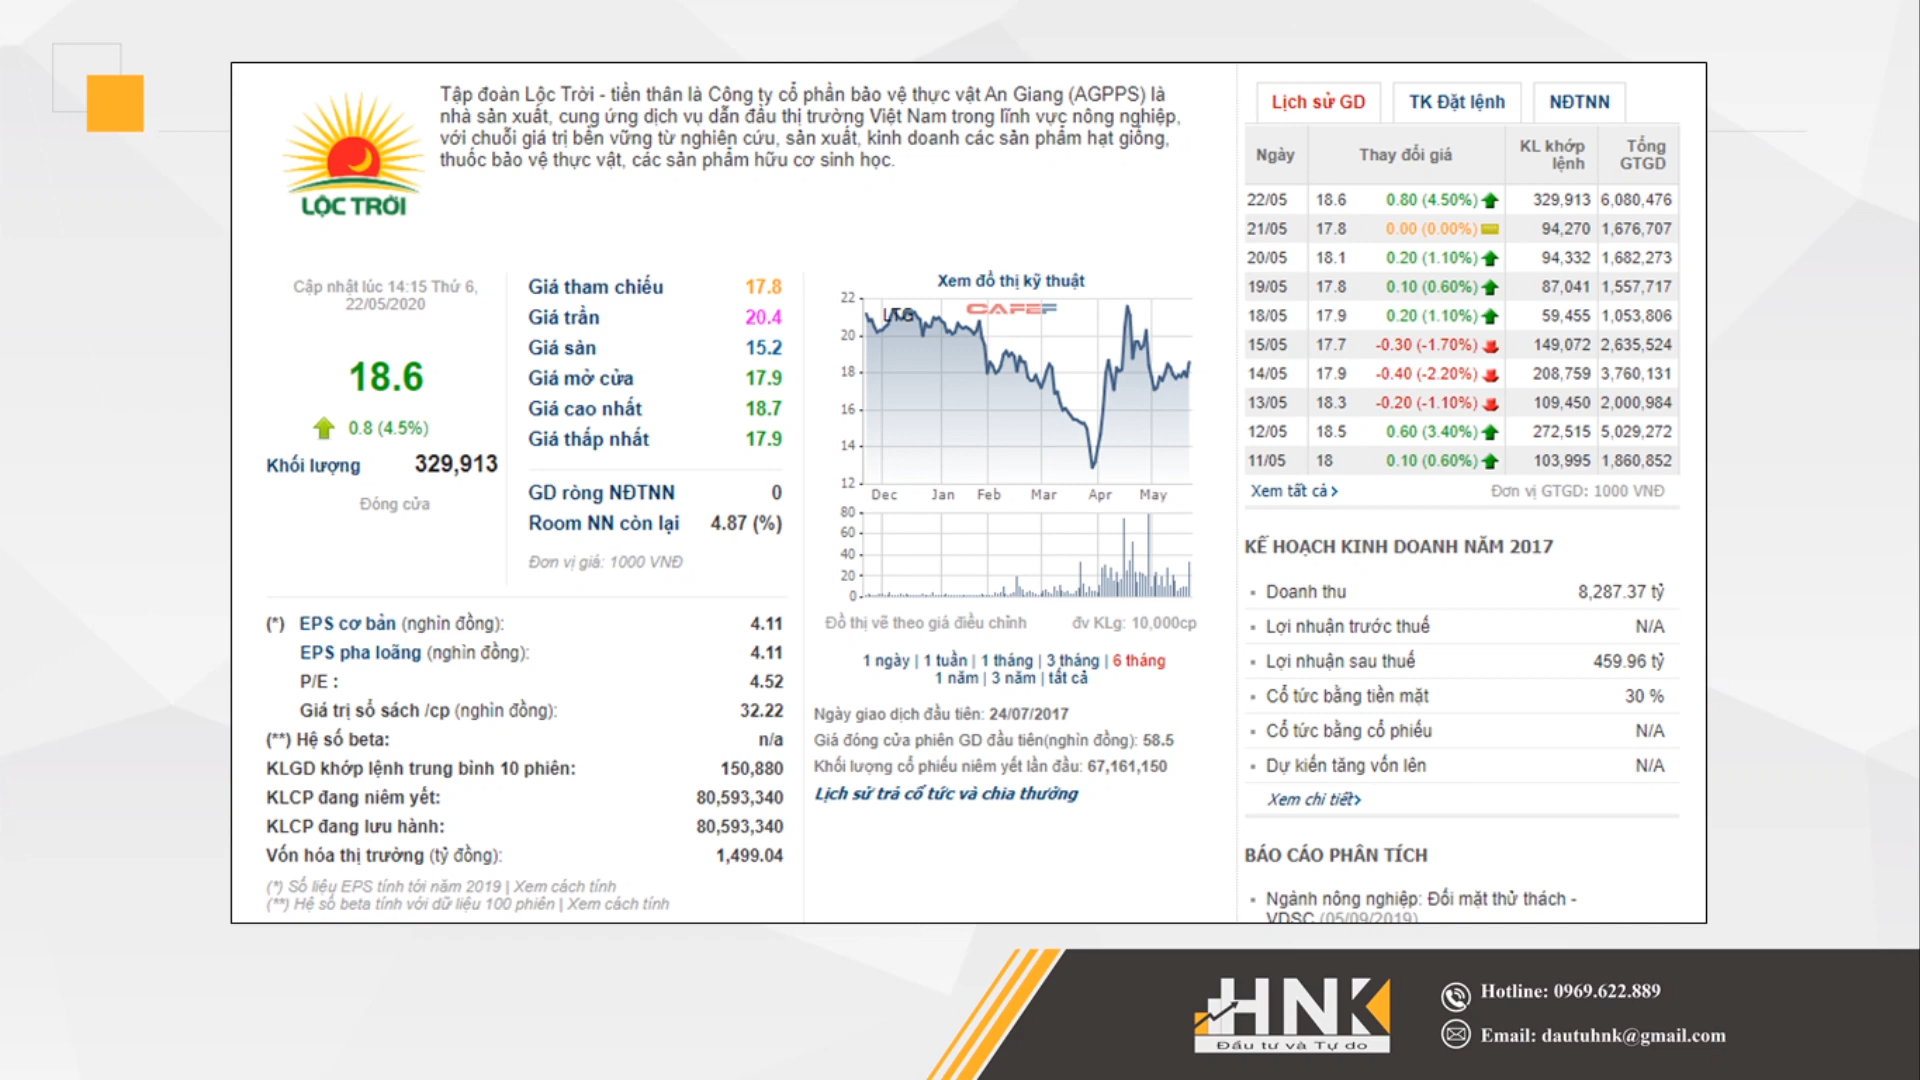 Tập đoàn Lộc Trời - tiền thân là Công ty cổ phần bảo vệ thực vật An Giang (AGPPS) là
nhà sản xuất, cung ứng dịch vụ dẫn đầu thị trường Việt Nam trong lĩnh vực nông nghiệp,
với chuỗi giá trị bền vững từ nghiên cứu, sản xuất, kinh doanh các sản phẩm hạt giống,
thuốc bảo vệ thực vật, các sản phẩm hữu cơ sinh học.
LỘC TRỜI
Cập nhật lúc 14:15 Thứ 6,
22/05/2020
18.6
0.8 (4.5%)
Khối lượng 329,913
Đóng cửa
Giá tham chiếu 17.8
Giá trần 20.4
Giá sàn 15.2
Giá mở cửa 17.9
Giá cao nhất 18.7
Giá thấp nhất 17.9
GD ròng NĐTNN 0
Room NN còn lại 4.87 (%)
Đơn vị giá: 1000 VNĐ
(*) EPS cơ bản (nghìn đồng): 4.11
EPS pha loãng (nghìn đồng): 4.11
P/E : 4.52
Giá trị sổ sách /cp (nghìn đồng): 32.22
(**) Hệ số beta: n/a
KLGD khớp lệnh trung bình 10 phiên: 150,880
KLCP đang niêm yết: 80,593,340
KLCP đang lưu hành: 80,593,340
Vốn hóa thị trường (tỷ đồng): 1,499.04
(*) Số liệu EPS tính tới năm 2019 | Xem cách tính
(**) Hệ số beta tính với dữ liệu 100 phiên | Xem cách tính
Xem đồ thị kỹ thuật
LTG CAFEF
22
20
18
16
14
12
Dec Jan Feb Mar Apr May
80
60
40
20
0
Đồ thị vẽ theo giá điều chỉnh đv KLg: 10,000cp
1 ngày | 1 tuần | 1 tháng | 3 tháng | 6 tháng
1 năm | 3 năm | tất cả
Ngày giao dịch đầu tiên: 24/07/2017
Giá đóng cửa phiên GD đầu tiên(nghìn đồng): 58.5
Khối lượng cổ phiếu niêm yết lần đầu: 67,161,150
Lịch sử trả cổ tức và chia thưởng
Lịch sử GD TK Đặt lệnh NĐTNN
Ngày Thay đổi giá KL khớp lệnh Tổng GTGD
22/05 18.6 0.80 (4.50%) 329,913 6,080,476
21/05 17.8 0.00 (0.00%) 94,270 1,676,707
20/05 18.1 0.20 (1.10%) 94,332 1,682,273
19/05 17.8 0.10 (0.60%) 87,041 1,557,717
18/05 17.9 0.20 (1.10%) 59,455 1,053,806
15/05 17.7 -0.30 (-1.70%) 149,072 2,635,524
14/05 17.9 -0.40 (-2.20%) 208,759 3,760,131
13/05 18.3 -0.20 (-1.10%) 109,450 2,000,984
12/05 18.5 0.60 (3.40%) 272,515 5,029,272
11/05 18 0.10 (0.60%) 103,995 1,860,852
Xem tất cả Đơn vị GTGD: 1000 VNĐ
KẾ HOẠCH KINH DOANH NĂM 2017
Doanh thu 8,287.37 tỷ
Lợi nhuận trước thuế N/A
Lợi nhuận sau thuế 459.96 tỷ
Cổ tức bằng tiền mặt 30 %
Cổ tức bằng cổ phiếu N/A
Dự kiến tăng vốn lên N/A
Xem chi tiết
BÁO CÁO PHÂN TÍCH
Ngành nông nghiệp: Đối mặt thử thách -
VDSC (05/09/2019)
HNK
Đầu tư và Tự do
Hotline: 0969.622.889
Email: dautuhnk@gmail.com